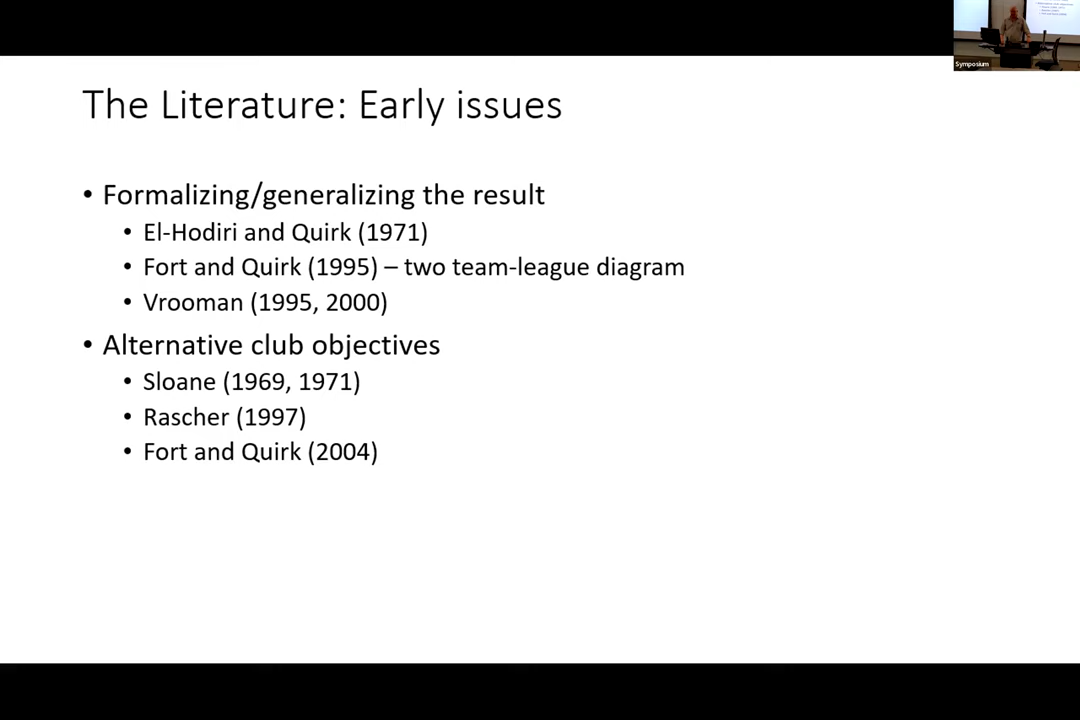 Symposium
The Literature: Early issues
• Formalizing/generalizing the result
• El-Hodiri and Quirk (1971)
• Fort and Quirk (1995) – two team-league diagram
• Vrooman (1995, 2000)
• Alternative club objectives
• Sloane (1969, 1971)
• Rascher (1997)
• Fort and Quirk (2004)